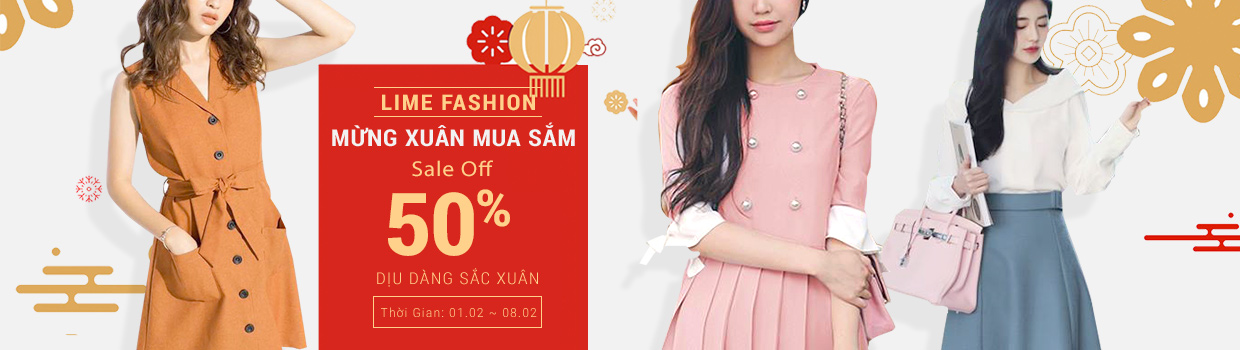 LIME FASHION
MỪNG XUÂN MUA SẮM
Sale Off
50%
DỊU DÀNG SẮC XUÂN
Thời Gian: 01.02 ~ 08.02